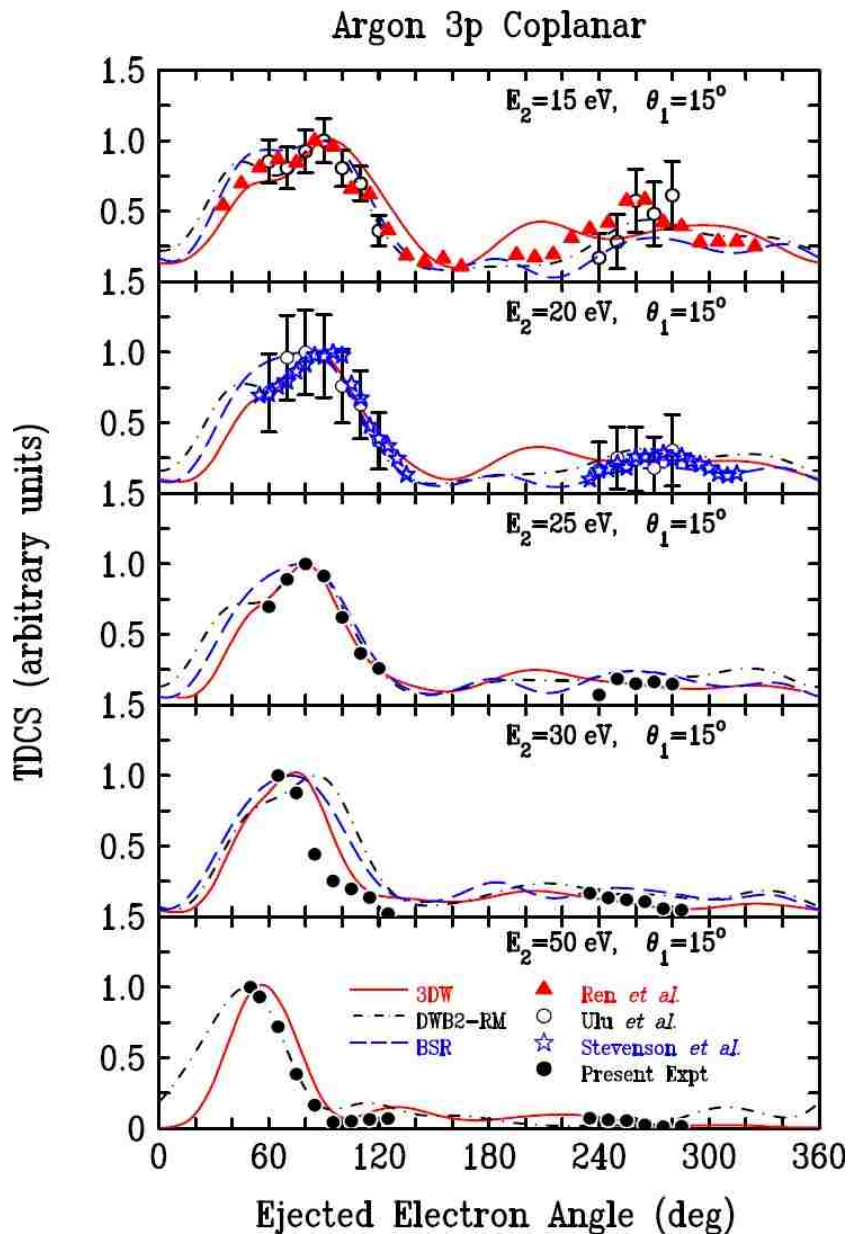 Argon 3p Coplanar
1.5
E2=15 eV, θ1=15°
1.0
0.5
1.5
E2=20 eV, θ1=15°
1.0
0.5
1.5
E2=25 eV, θ1=15°
1.0
0.5
1.5
E2=30 eV, θ1=15°
1.0
0.5
1.5
E2=50 eV, θ1=15°
1.0
0.5
0
3DW
DWB2-RM
BSR
Ren et al.
Ulu et al.
Stevenson et al.
Present Expt
0 60 120 180 240 300 360
Ejected Electron Angle (deg)
TDCS (arbitrary units)